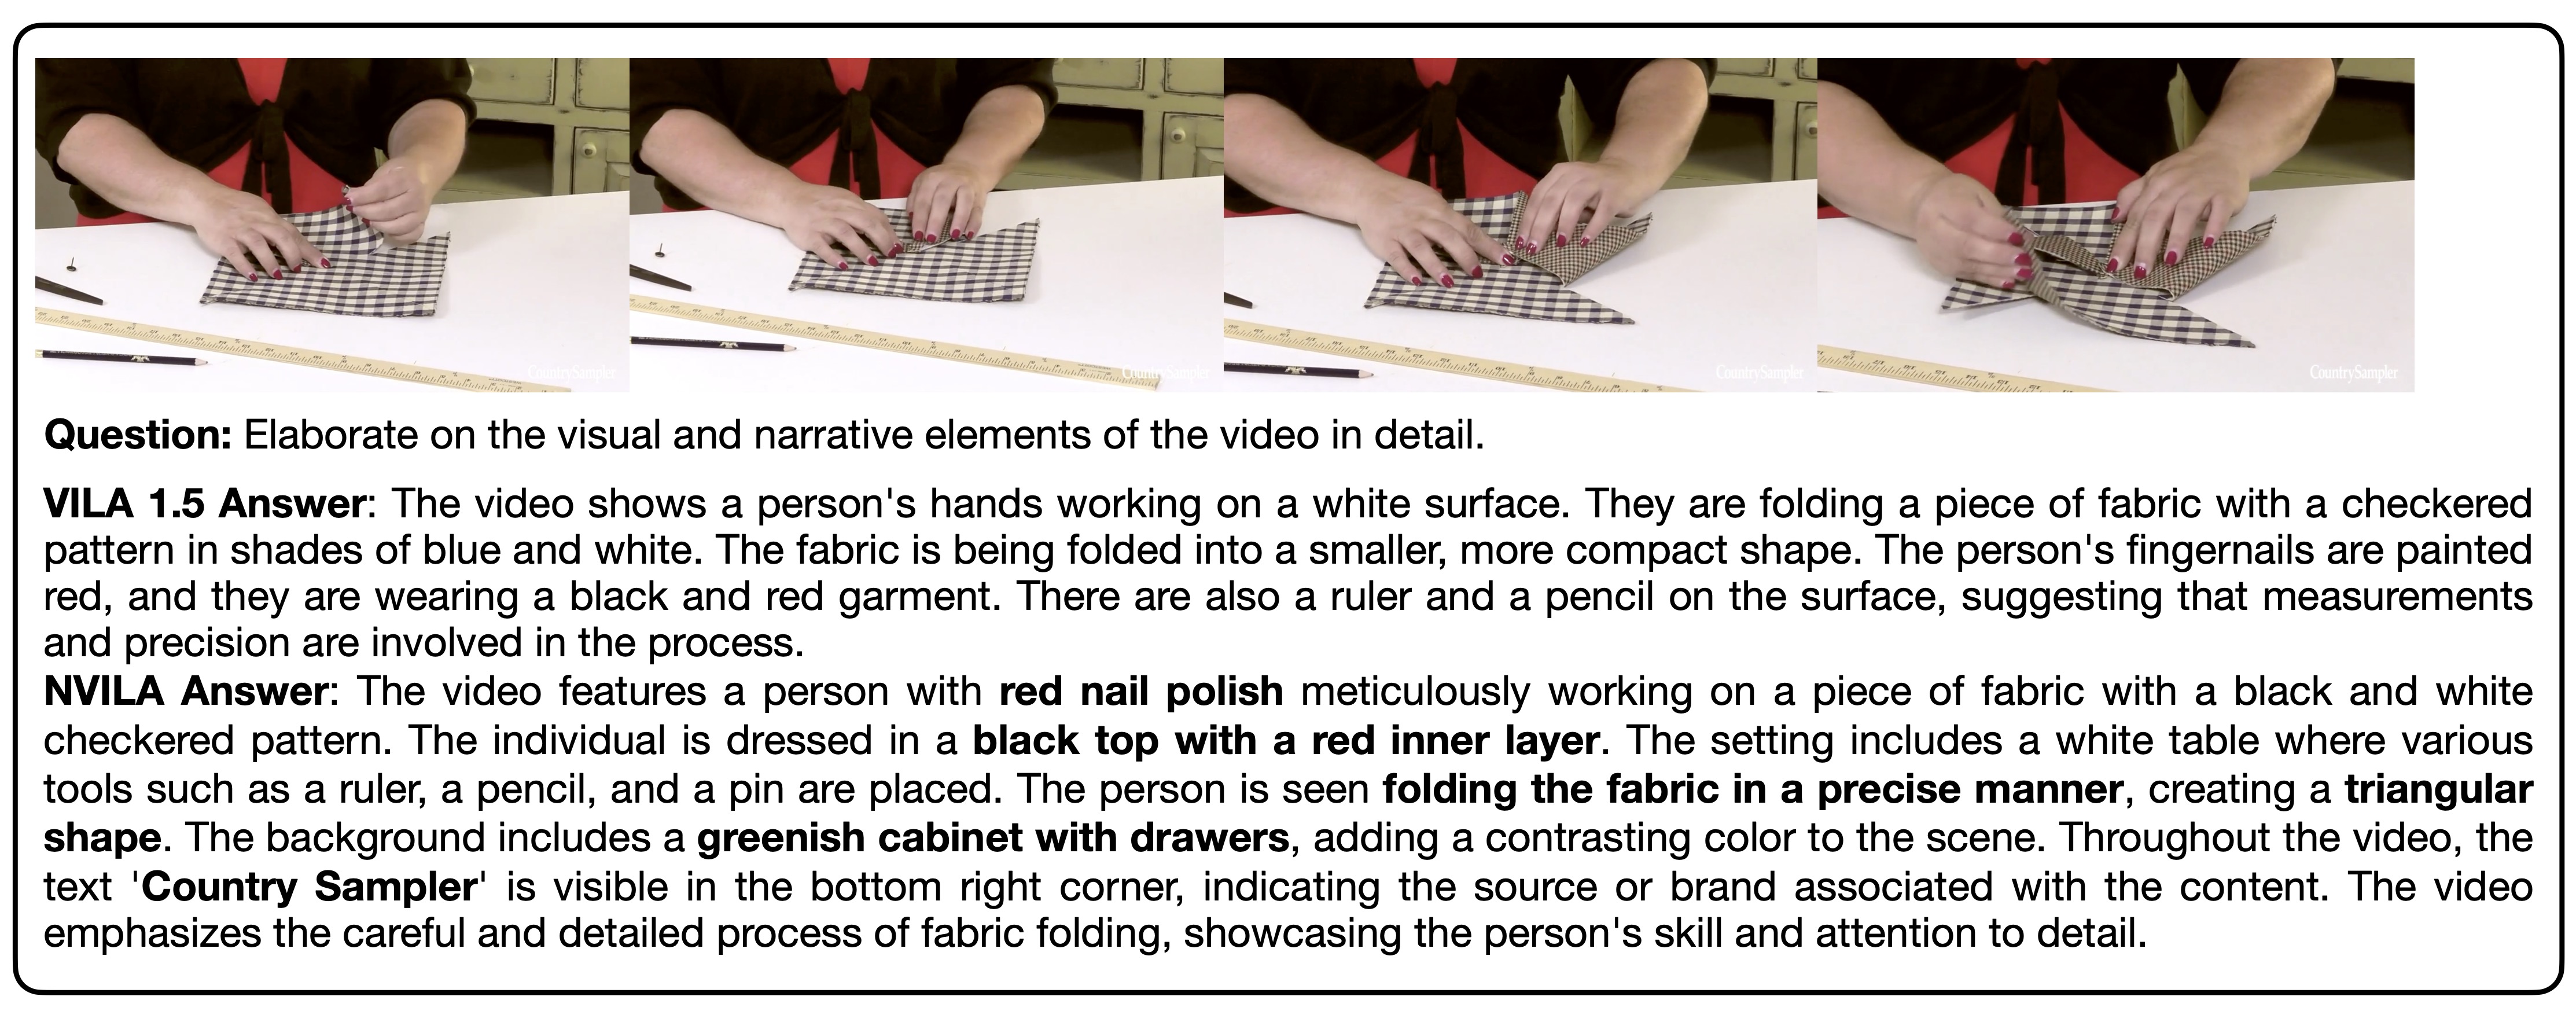 CountrySampler
CountrySampler
CountrySampler
CountrySampler
Question: Elaborate on the visual and narrative elements of the video in detail.
VILA 1.5 Answer: The video shows a person's hands working on a white surface. They are folding a piece of fabric with a checkered
pattern in shades of blue and white. The fabric is being folded into a smaller, more compact shape. The person's fingernails are painted
red, and they are wearing a black and red garment. There are also a ruler and a pencil on the surface, suggesting that measurements
and precision are involved in the process.
NVILA Answer: The video features a person with red nail polish meticulously working on a piece of fabric with a black and white
checkered pattern. The individual is dressed in a black top with a red inner layer. The setting includes a white table where various
tools such as a ruler, a pencil, and a pin are placed. The person is seen folding the fabric in a precise manner, creating a triangular
shape. The background includes a greenish cabinet with drawers, adding a contrasting color to the scene. Throughout the video, the
text 'Country Sampler' is visible in the bottom right corner, indicating the source or brand associated with the content. The video
emphasizes the careful and detailed process of fabric folding, showcasing the person's skill and attention to detail.